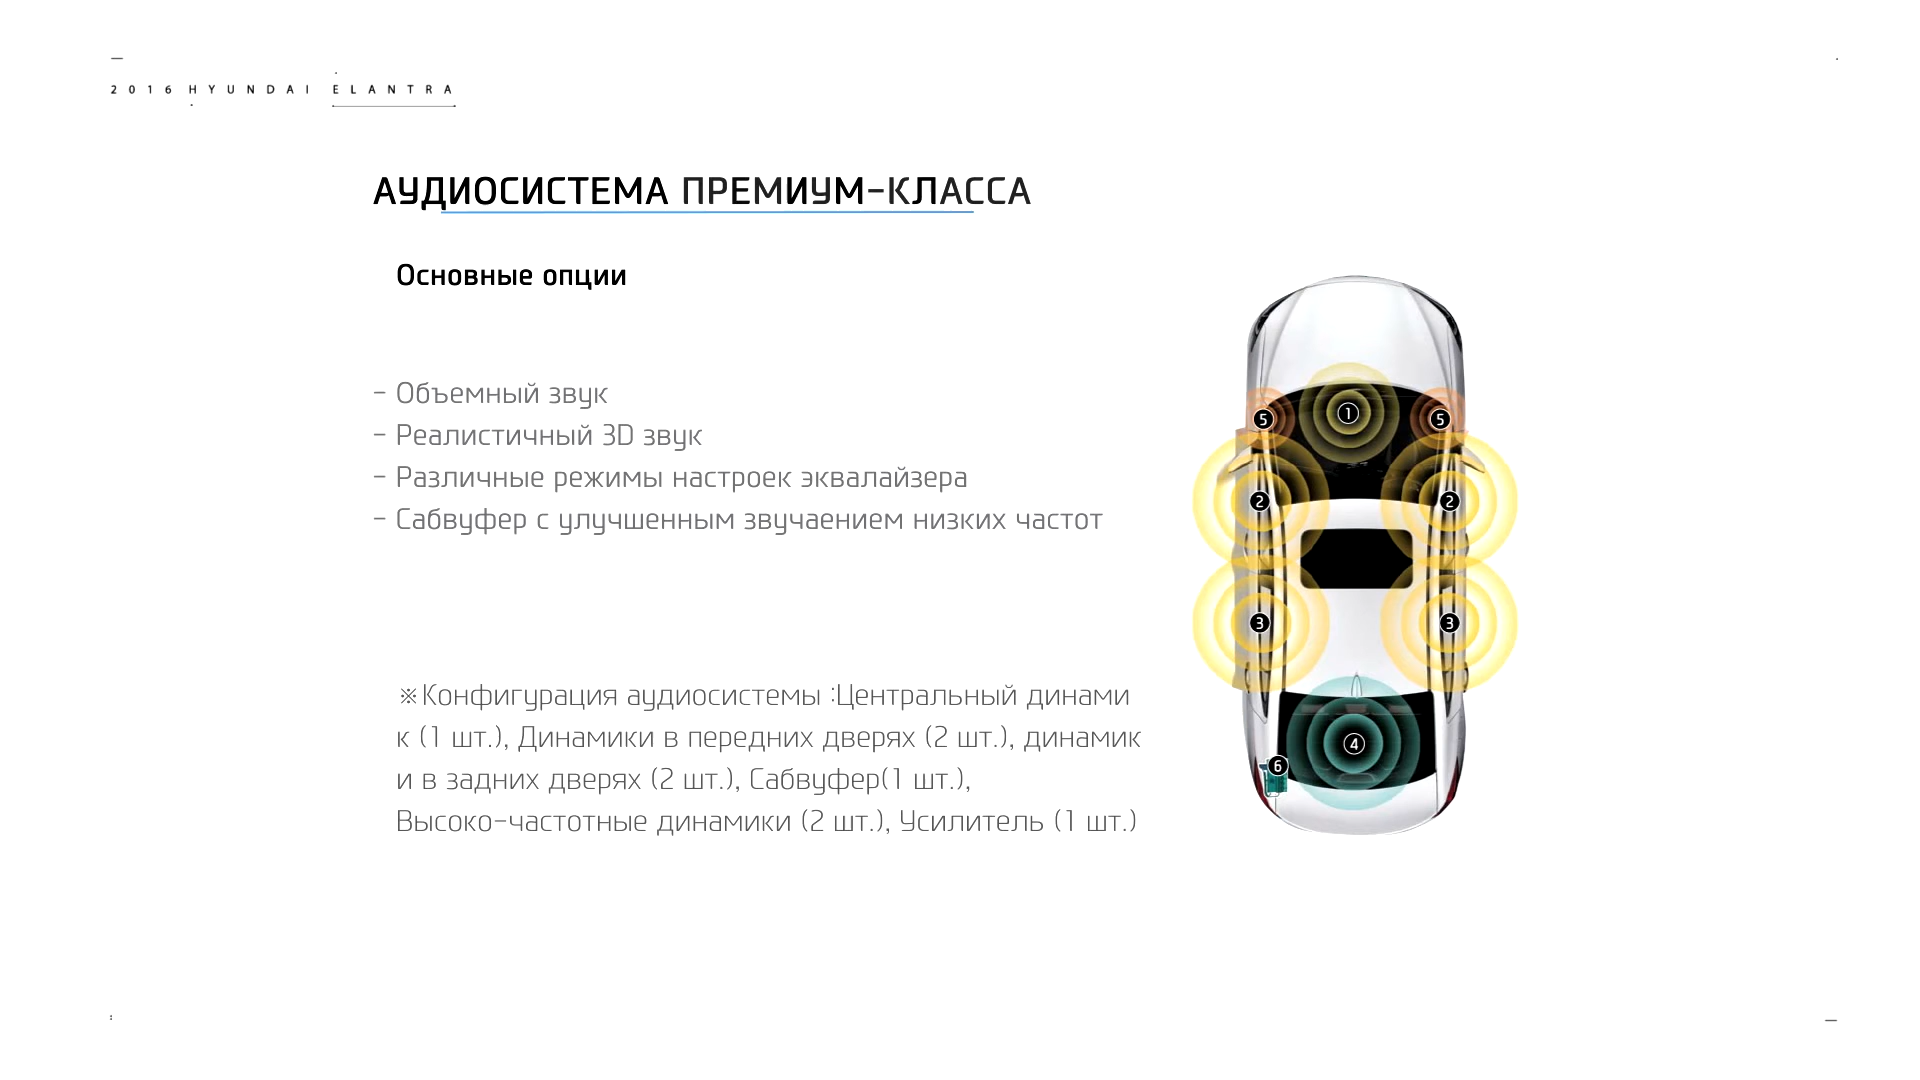 2016 HYUNDAI ELANTRA
АУДИОСИСТЕМА ПРЕМИУМ-КЛАССА
Основные опции
- Объемный звук
- Реалистичный 3D звук
- Различные режимы настроек эквалайзера
- Сабвуфер с улучшенным звучаением низких частот
※Конфигурация аудиосистемы :Центральный динами
к (1 шт.), Динамики в передних дверях (2 шт.), динамик
и в задних дверях (2 шт.), Сабвуфер(1 шт.),
Высоко-частотные динамики (2 шт.), Усилитель (1 шт.)
5 1 5
2 2
3 3
4
6